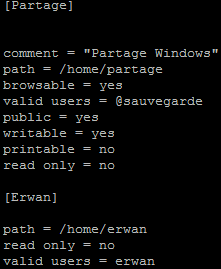 [Partage]
comment = "Partage Windows"
path = /home/partage
browsable = yes
valid users = @sauvegarde
public = yes
writable = yes
printable = no
read only = no
[Erwan]
path = /home/erwan
read only = no
valid users = erwan